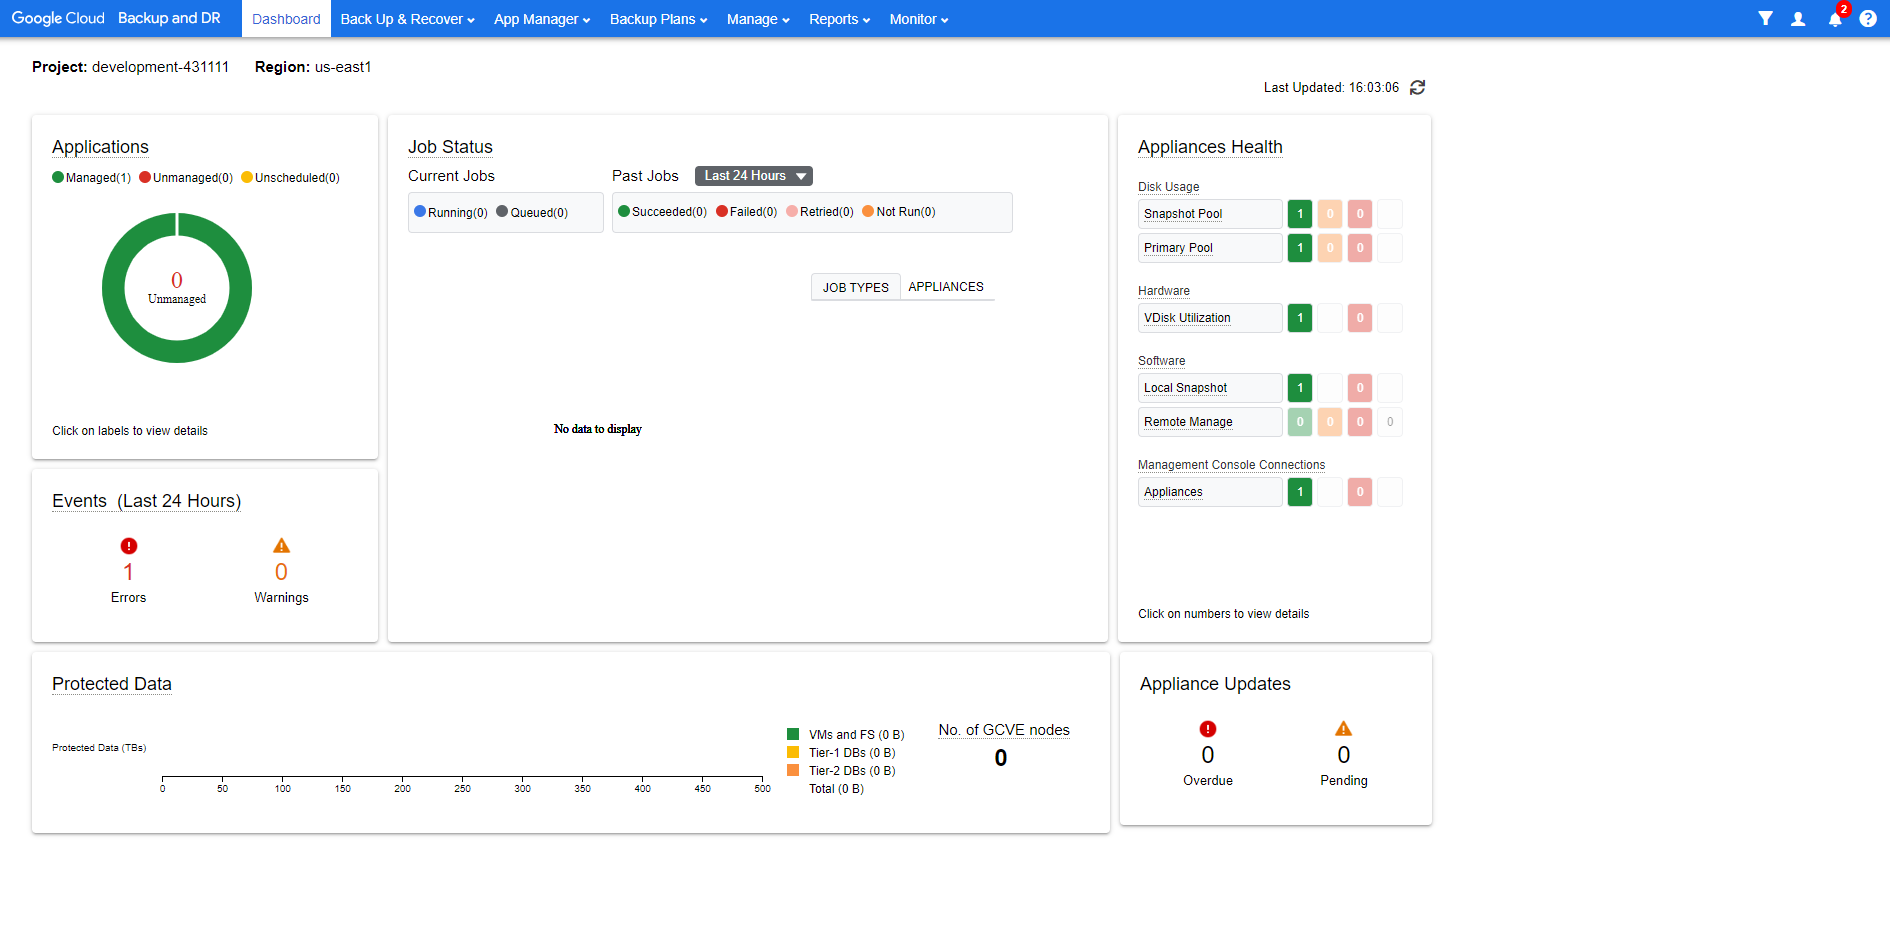 Google Cloud Backup and DR Dashboard Back Up & Recover App Manager Backup Plans Manage Reports Monitor 2
Project: development-431111 Region: us-east1
Last Updated: 16:03:06
Applications
Managed(1) Unmanaged(0) Unscheduled(0)
0
Unmanaged
Click on labels to view details
Job Status
Current Jobs Past Jobs Last 24 Hours
Running(0) Queued(0) Succeeded(0) Failed(0) Retried(0) Not Run(0)
JOB TYPES APPLIANCES
No data to display
Appliances Health
Disk Usage
Snapshot Pool 1 0 0
Primary Pool 1 0 0
Hardware
VDisk Utilization 1 0
Software
Local Snapshot 1 0
Remote Manage 0 0 0 0
Management Console Connections
Appliances 1 0
Click on numbers to view details
Events (Last 24 Hours)
1 0
Errors Warnings
Protected Data
Protected Data (TBs)
0 50 100 150 200 250 300 350 400 450 500
VMs and FS (0 B)
Tier-1 DBs (0 B)
Tier-2 DBs (0 B)
Total (0 B)
No. of GCVE nodes
0
Appliance Updates
0 0
Overdue Pending